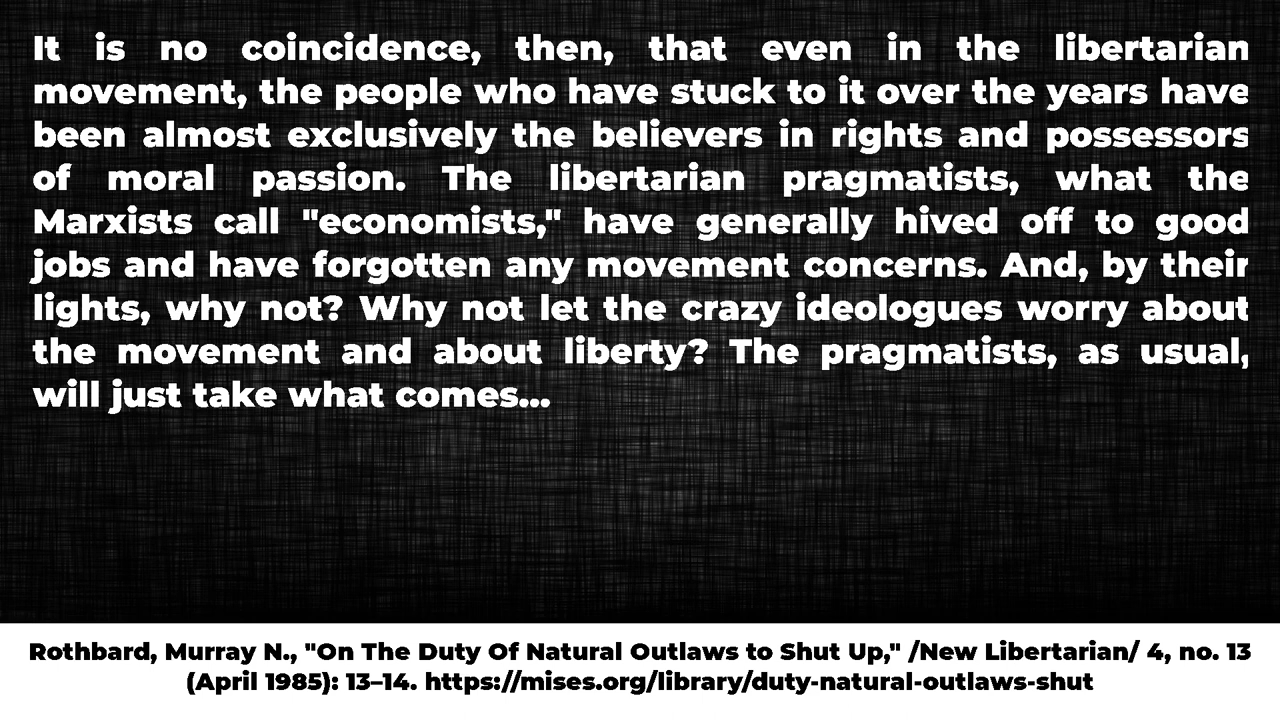 It is no coincidence, then, that even in the libertarian
movement, the people who have stuck to it over the years have
been almost exclusively the believers in rights and possessors
of moral passion. The libertarian pragmatists, what the
Marxists call "economists," have generally hived off to good
jobs and have forgotten any movement concerns. And, by their
lights, why not? Why not let the crazy ideologues worry about
the movement and about liberty? The pragmatists, as usual,
will just take what comes...
Rothbard, Murray N., "On The Duty Of Natural Outlaws to Shut Up," /New Libertarian/ 4, no. 13
(April 1985): 13–14. https://mises.org/library/duty-natural-outlaws-shut